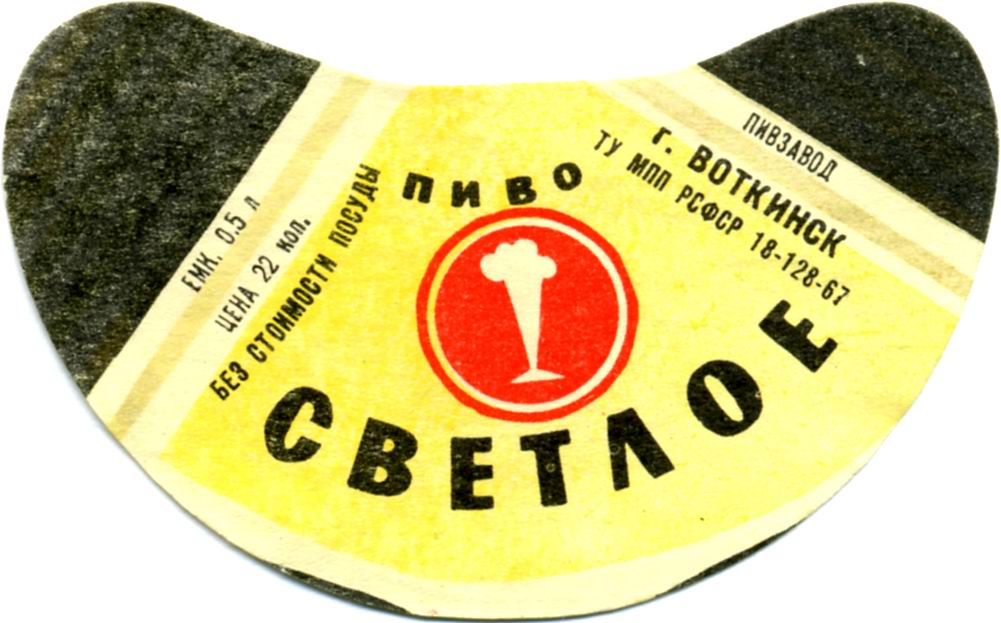 ЕМК. 0.5 л
ЦЕНА 22 коп.
БЕЗ СТОИМОСТИ ПОСУДЫ
ПИВО
СВЕТЛОЕ
ПИВЗАВОД
г. ВОТКИНСК
ТУ МПП РСФСР 18-128-67